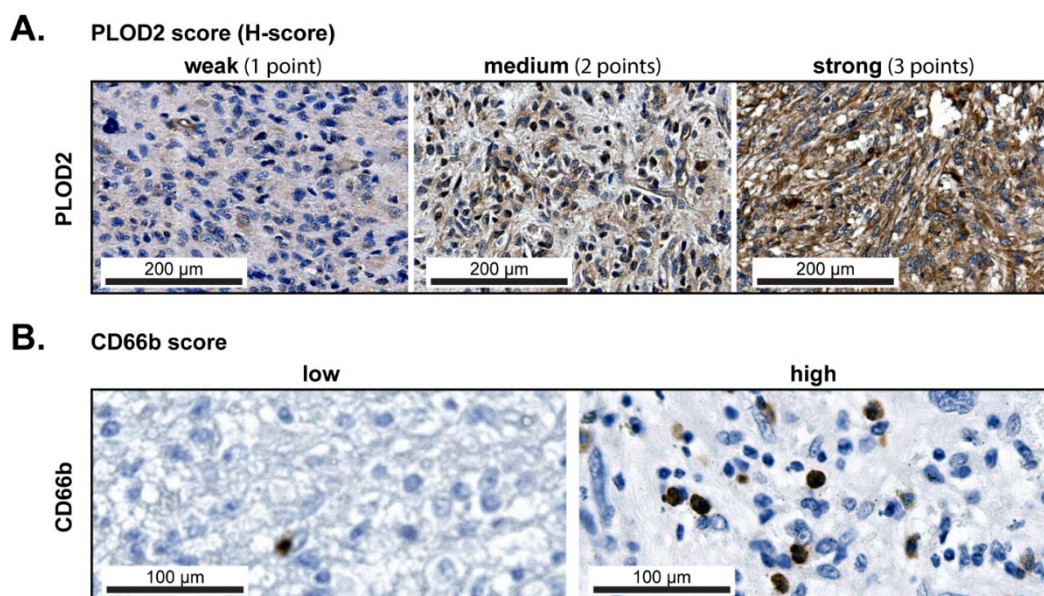 A. PLOD2 score (H-score)
weak (1 point) medium (2 points) strong (3 points)
PLOD2
200 µm 200 µm 200 µm
B. CD66b score
low high
CD66b
100 µm 100 µm